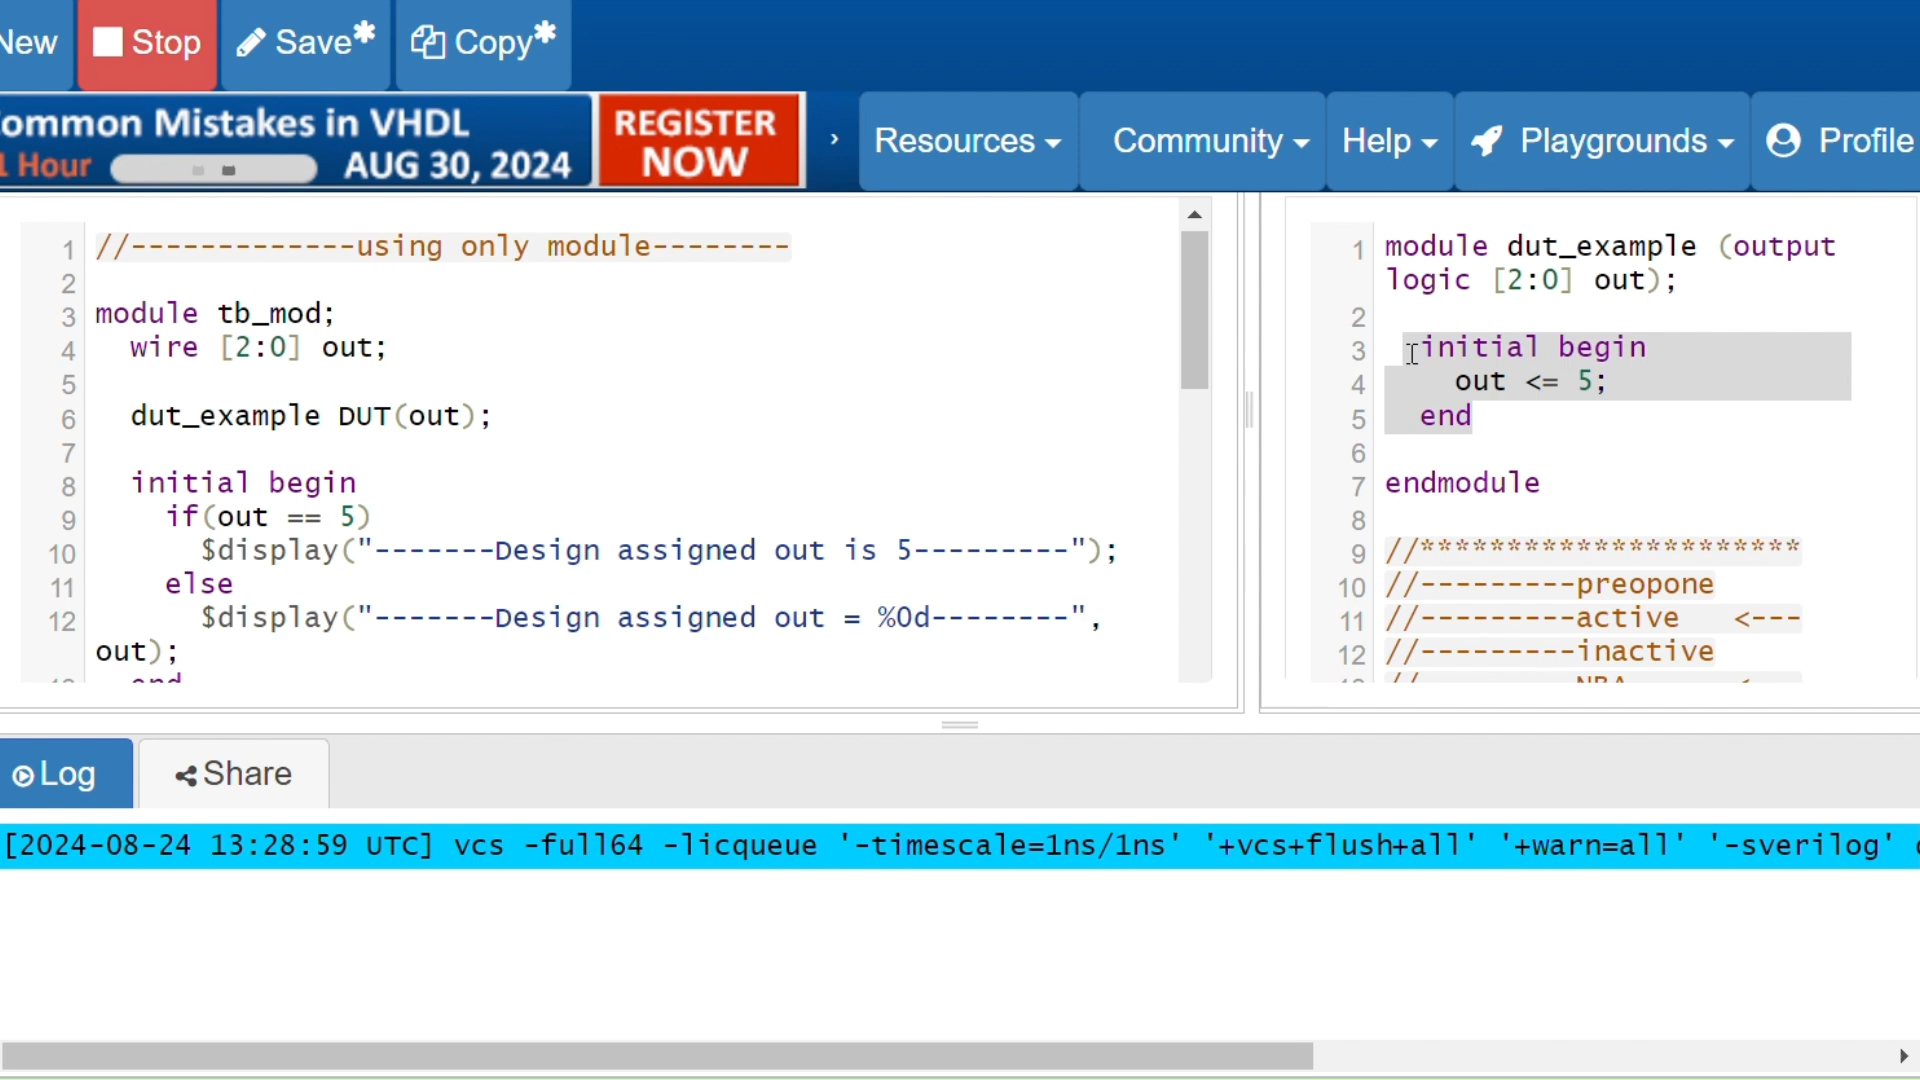 New
Stop
Save*
Copy*
ommon Mistakes in VHDL
1 Hour
AUG 30, 2024
REGISTER
NOW
Resources
Community
Help
Playgrounds
Profile
1 //-------------using only module--------
2
3 module tb_mod;
4 wire [2:0] out;
5
6 dut_example DUT(out);
7
8 initial begin
9 if(out == 5)
10 $display("-------Design assigned out is 5---------");
11 else
12 $display("-------Design assigned out = %0d--------",
out);
end
1 module dut_example (output
logic [2:0] out);
2
3 initial begin
4 out <= 5;
5 end
6
7 endmodule
8
9 //**********************
10 //---------preopone
11 //---------active <---
12 //---------inactive
Log
Share
[2024-08-24 13:28:59 UTC] vcs -full64 -licqueue '-timescale=1ns/1ns' '+vcs+flush+all' '+warn=all' '-sverilog'